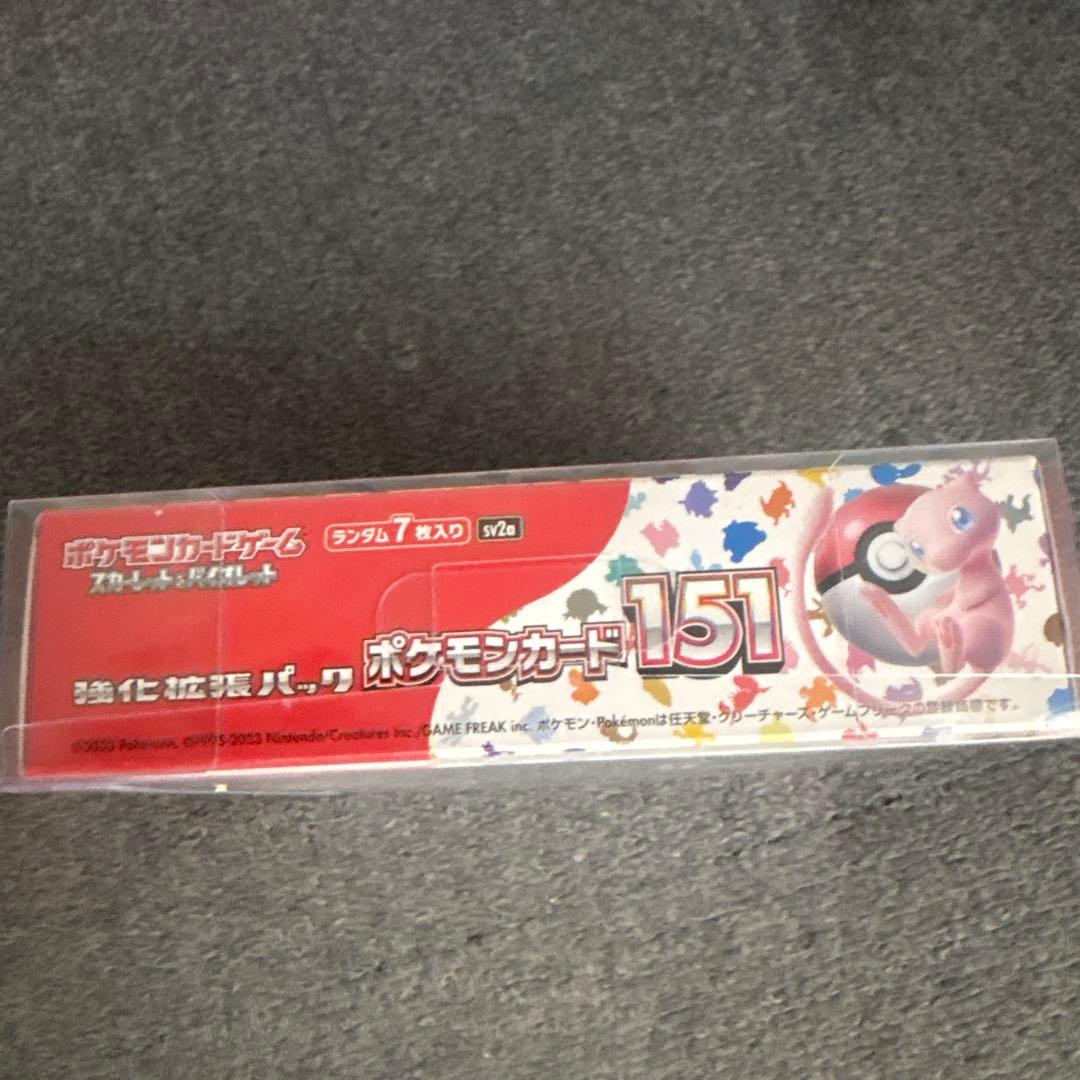 ポケモンカードゲーム
スカーレット&バイオレット
ランダム7枚入り
sv2a
強化拡張パック
ポケモンカード151
©2023 Pokémon. ©1995-2023 Nintendo/Creatures Inc./GAME FREAK inc. ポケモン・Pokémonは任天堂・クリーチャーズ・ゲームフリークの登録商標です。